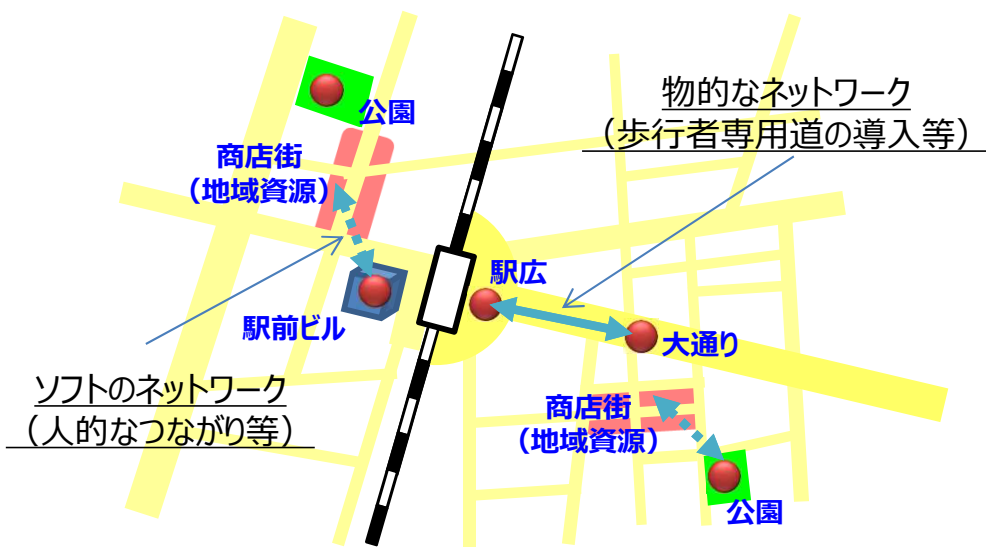 物的なネットワーク
（歩行者専用道の導入等）
公園
商店街
（地域資源）
駅広
駅前ビル
大通り
ソフトのネットワーク
（人的なつながり等）
商店街
（地域資源）
公園